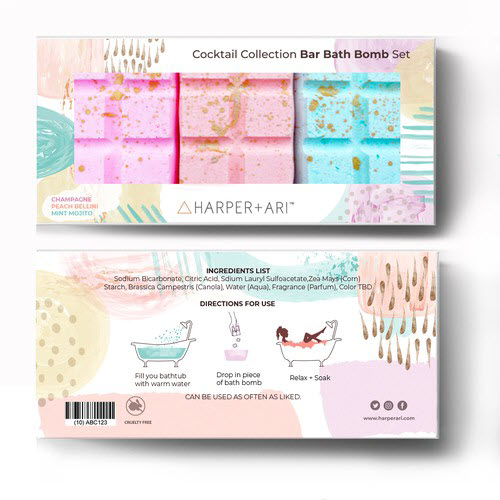 Cocktail Collection Bar Bath Bomb Set
CHAMPAGNE
PEACH BELLINI
MINT MOJITO
HARPER+ARI™
INGREDIENTS LIST
Sodium Bicarbonate, Citric Acid, Sdium Lauryl Sulfoacetate,Zea Mays (Corn)
Starch, Brassica Campestris (Canola), Water (Aqua), Fragrance (Parfum), Color TBD
DIRECTIONS FOR USE
Fill you bathtub
with warm water
Drop in piece
of bath bomb
Relax + Soak
CAN BE USED AS OFTEN AS LIKED.
(10) ABC123
CRUELTY FREE
www.harperari.com